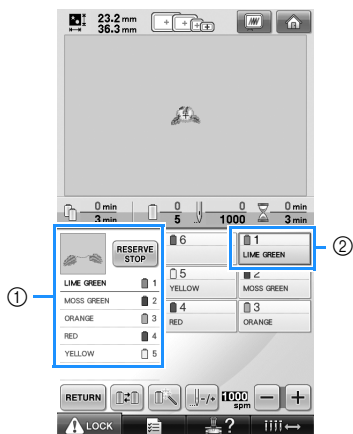 23.2 mm
36.3 mm
0 min
3 min
0
5
0
1000
0 min
3 min
RESERVE
STOP
LIME GREEN 1
MOSS GREEN 2
ORANGE 3
RED 4
YELLOW 5
6
1
LIME GREEN
5
YELLOW
2
MOSS GREEN
4
RED
3
ORANGE
①
②
RETURN
-/+
1000
spm
- +
LOCK
?